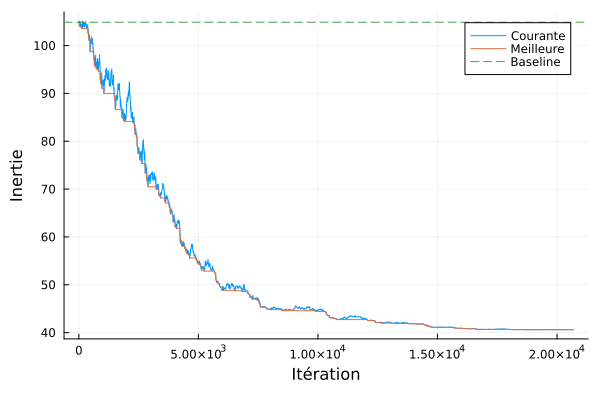 Courante
Meilleure
Baseline
100
90
80
70
60
50
40
Inertie
0
5.00×10³
1.00×10⁴
1.50×10⁴
2.00×10⁴
Itération